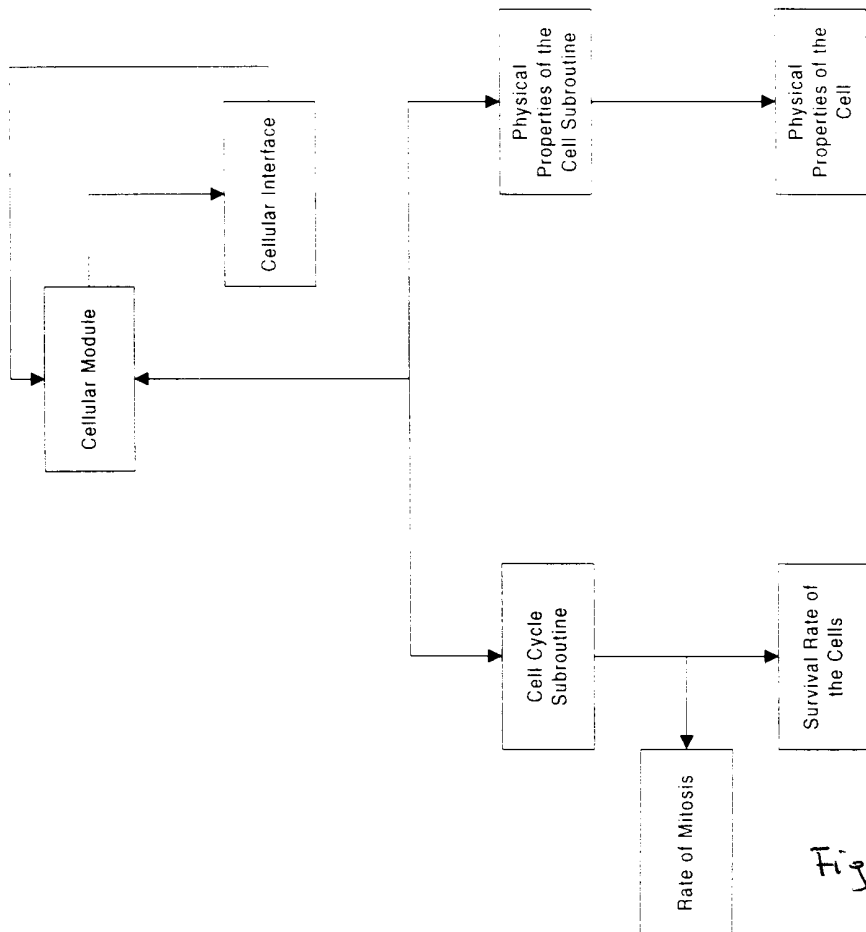 Cellular Module
Cellular Interface
Cell Cycle
Subroutine
Physical
Properties of the
Cell Subroutine
Rate of Mitosis
Survival Rate of
the Cells
Physical
Properties of the
Cell
Fig